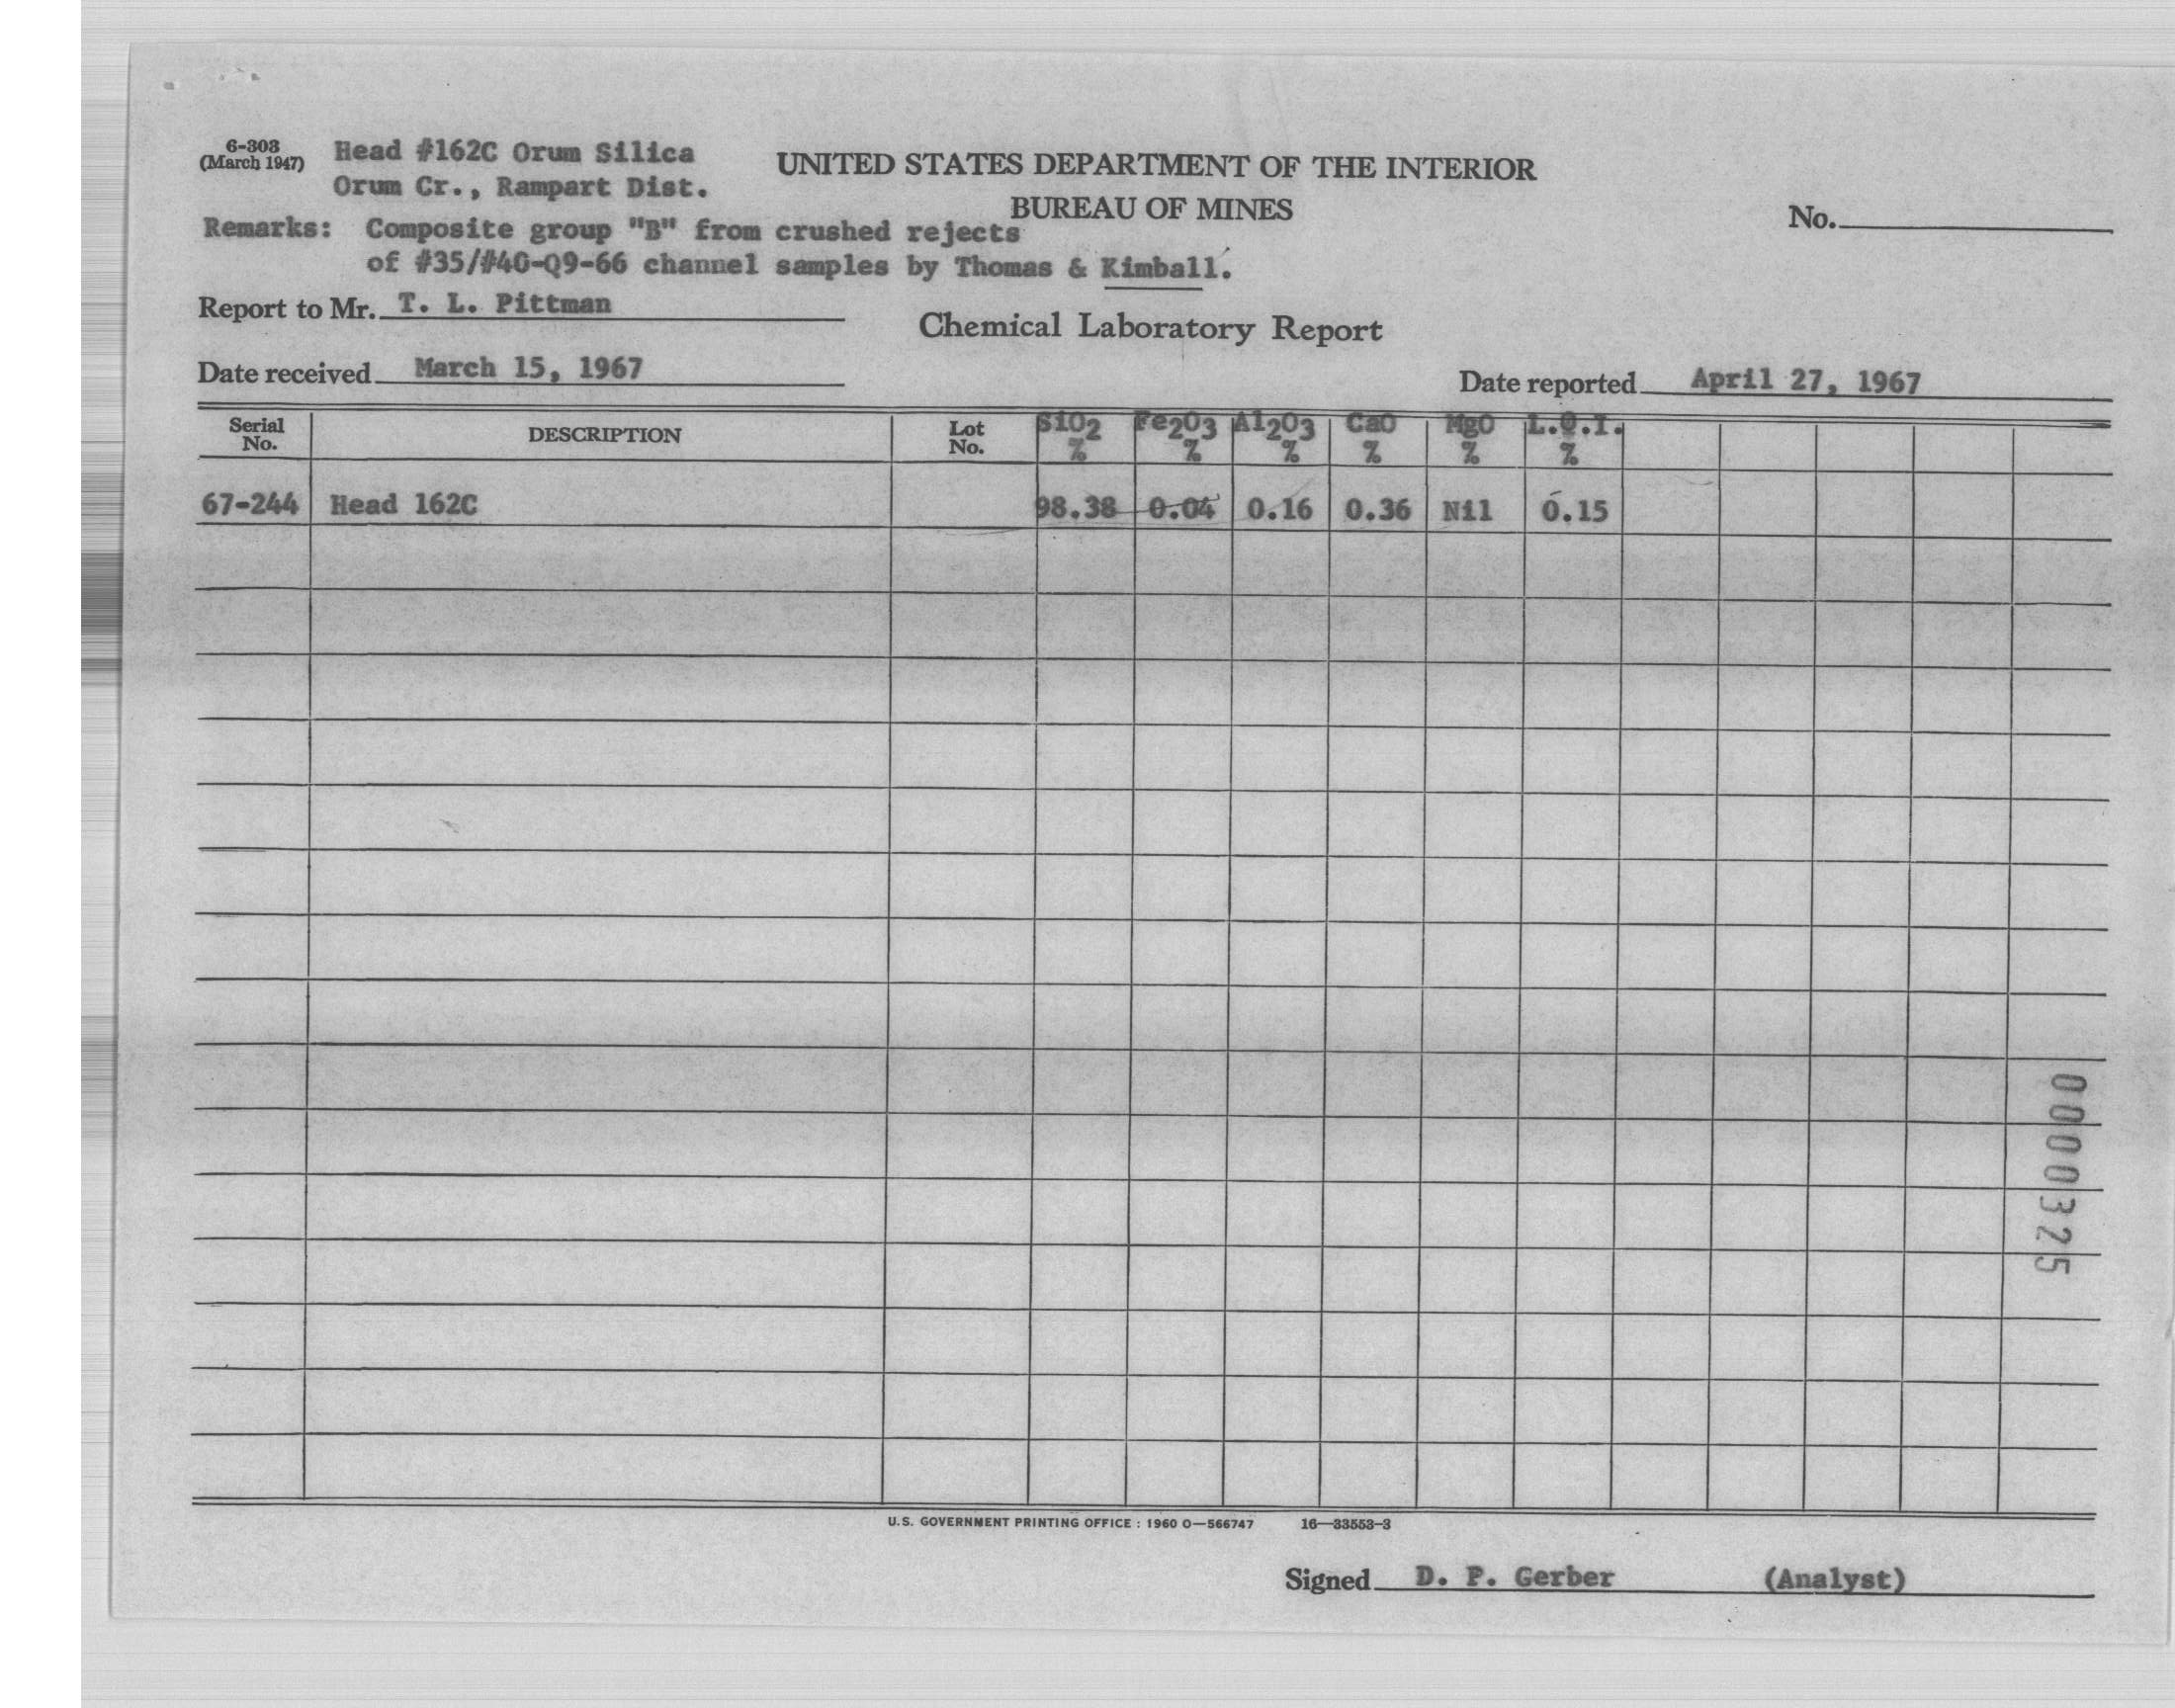 6-303
(March 1947)
Head #162C Orum Silica
Orum Cr., Rampart Dist.
UNITED STATES DEPARTMENT OF THE INTERIOR
BUREAU OF MINES
No.
Remarks: Composite group "B" from crushed rejects
of #35/#40-Q9-66 channel samples by Thomas & Kimball.
Report to Mr. T. L. Pittman
Chemical Laboratory Report
Date received March 15, 1967
Date reported April 27, 1967
Serial No. DESCRIPTION Lot No. SiO2 % Fe2O3 % Al2O3 % CaO % MgO % L.O.I. %
67-244 Head 162C 98.38 0.04 0.16 0.36 Nil 0.15
0000325
U.S. GOVERNMENT PRINTING OFFICE : 1960 O—566747 16—33553-3
Signed D. P. Gerber (Analyst)